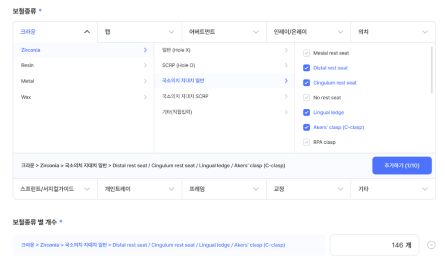 보철종류 *
크라운 캡 어버트먼트 인레이/온레이 의치
Zirconia
Resin
Metal
Wax
일반 (Hole X)
SCRP (Hole O)
국소의치 지대치 일반
국소의치 지대치 SCRP
기타(직접입력)
Mesial rest seat
Distal rest seat
Cingulum rest seat
No rest seat
Lingual ledge
Akers' clasp (C-clasp)
RPA clasp
크라운 > Zirconia > 국소의치 지대치 일반 > Distal rest seat / Cingulum rest seat / Lingual ledge / Akers' clasp (C-clasp)
추가하기 (1/10)
스플린트/서지컬가이드 개인트레이 프레임 교정 기타
보철종류 별 개수 *
크라운 > Zirconia > 국소의치 지대치 일반 > Distal rest seat / Cingulum rest seat / Lingual ledge / Akers' clasp (C-clasp)
146 개